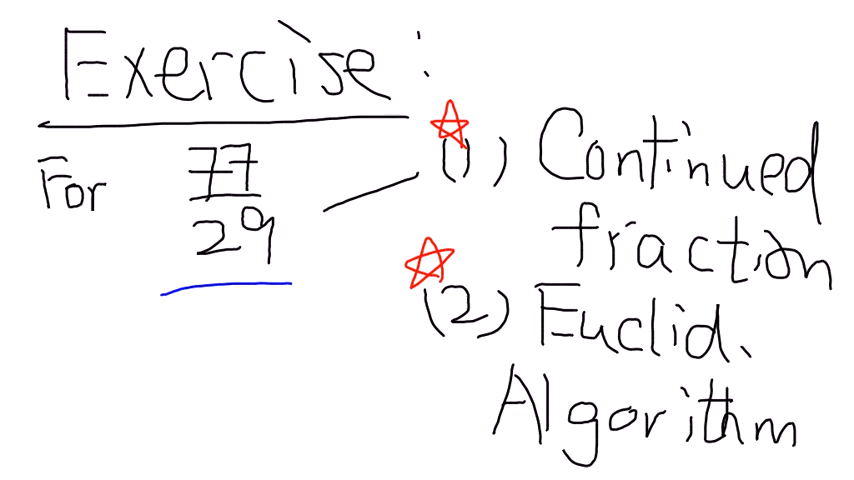 Exercise:
For 77/29
(1) Continued
fraction
(2) Euclid.
Algorithm